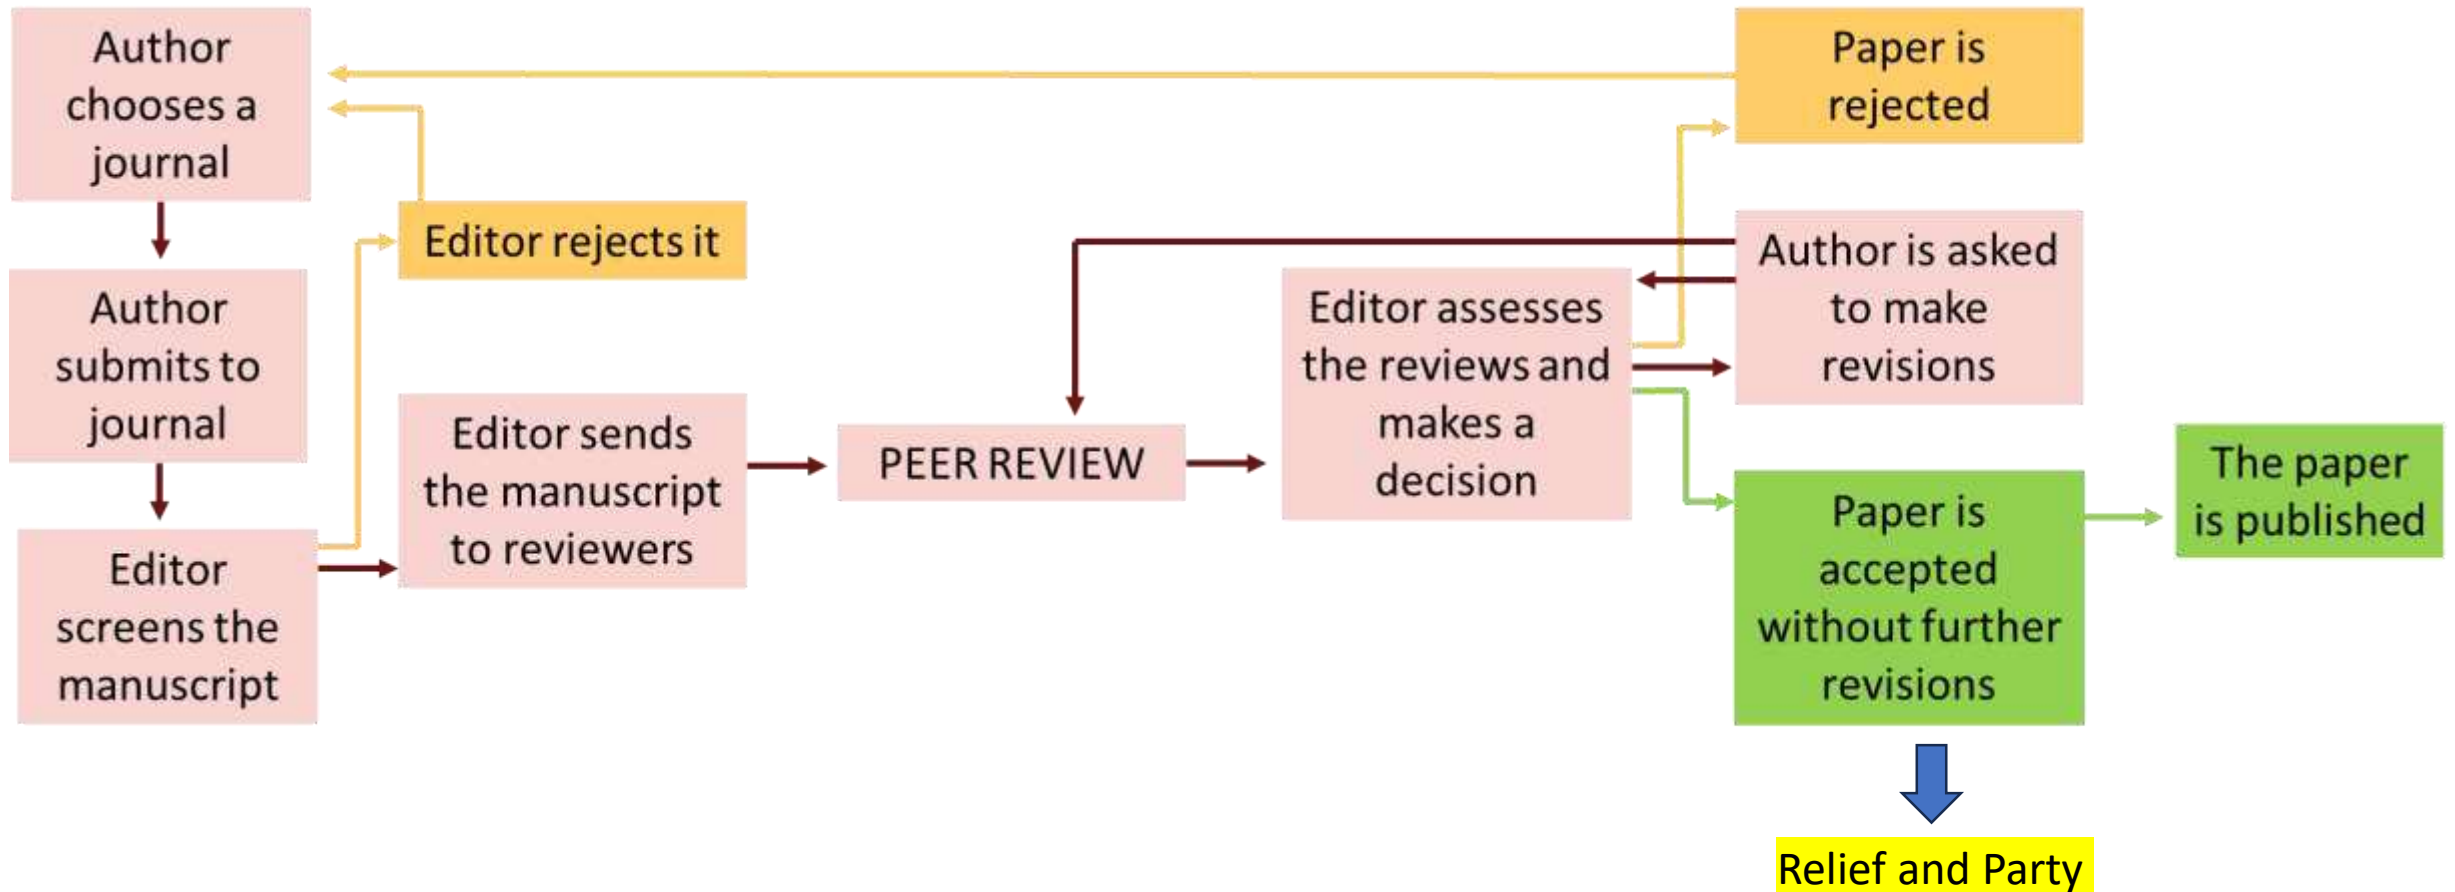 Author
chooses a
journal
Author
submits to
journal
Editor
screens the
manuscript
Editor rejects it
Editor sends
the manuscript
to reviewers
PEER REVIEW
Editor assesses
the reviews and
makes a
decision
Paper is
rejected
Author is asked
to make
revisions
Paper is
accepted
without further
revisions
The paper
is published
Relief and Party